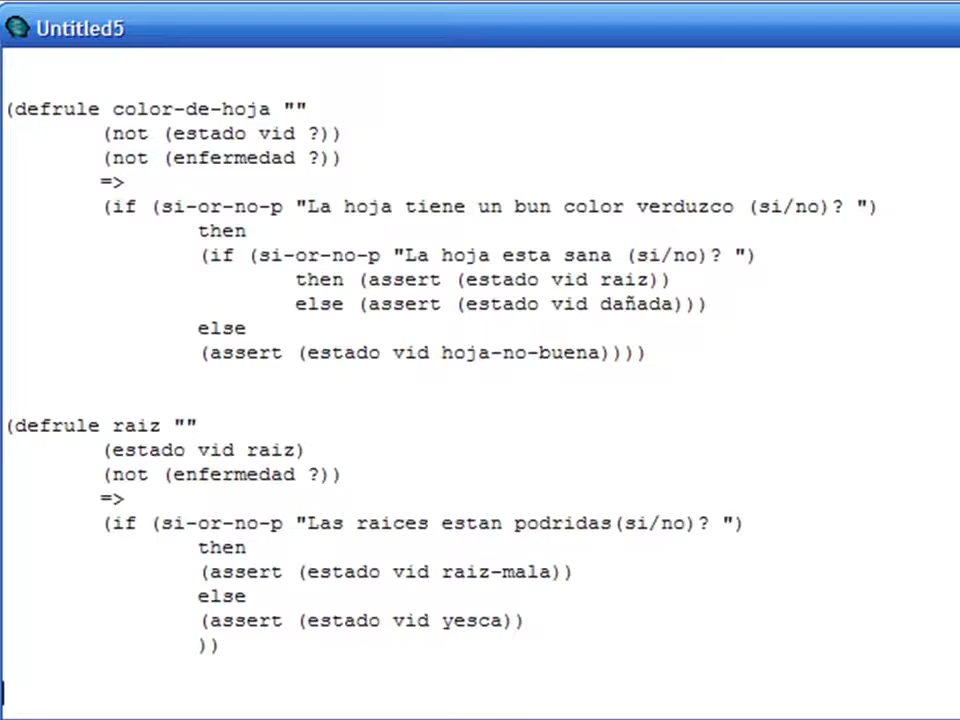 Untitled5
(defrule color-de-hoja ""
(not (estado vid ?))
(not (enfermedad ?))
=>
(if (si-or-no-p "La hoja tiene un bun color verduzco (si/no)? ")
then
(if (si-or-no-p "La hoja esta sana (si/no)? ")
then (assert (estado vid raiz))
else (assert (estado vid dañada)))
else
(assert (estado vid hoja-no-buena))))
(defrule raiz ""
(estado vid raiz)
(not (enfermedad ?))
=>
(if (si-or-no-p "Las raices estan podridas(si/no)? ")
then
(assert (estado vid raiz-mala))
else
(assert (estado vid yesca))
))